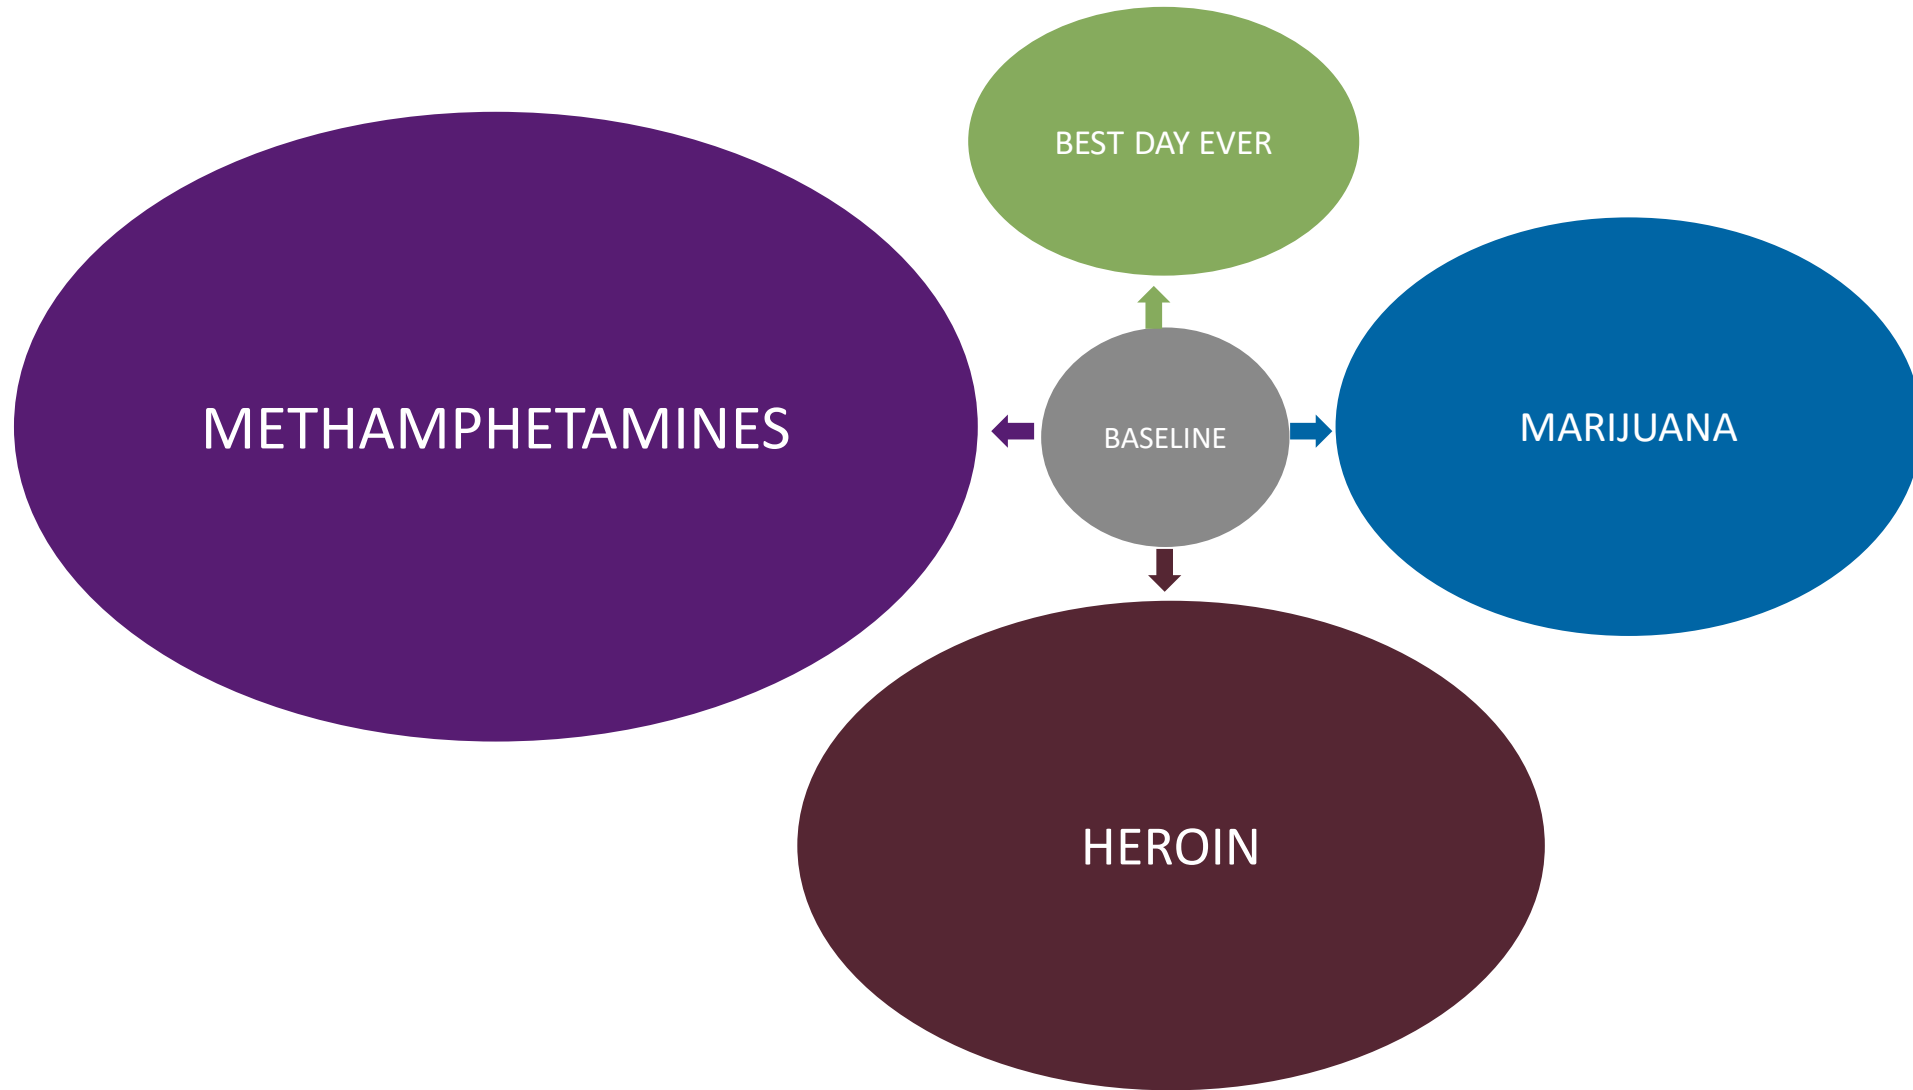 BEST DAY EVER
METHAMPHETAMINES
BASELINE
MARIJUANA
HEROIN